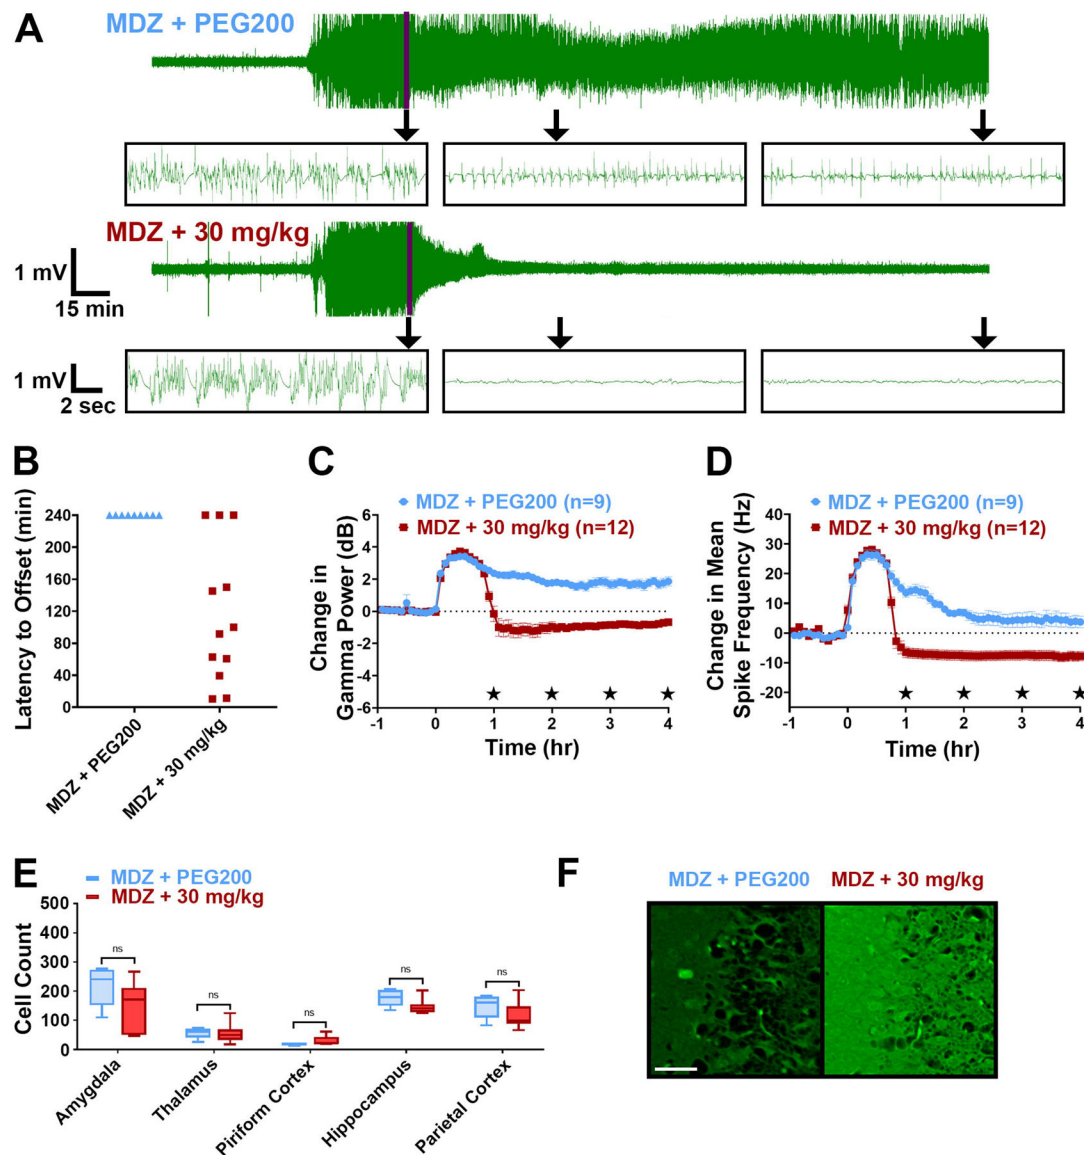 A
MDZ + PEG200
MDZ + 30 mg/kg
1 mV
15 min
1 mV
2 sec
B
Latency to Offset (min)
240
200
160
120
80
40
0
MDZ + PEG200
MDZ + 30 mg/kg
C
MDZ + PEG200 (n=9)
MDZ + 30 mg/kg (n=12)
Change in
Gamma Power (dB)
6
4
2
0
-2
-4
-6
-1 0 1 2 3 4
Time (hr)
D
MDZ + PEG200 (n=9)
MDZ + 30 mg/kg (n=12)
Change in Mean
Spike Frequency (Hz)
40
30
20
10
0
-10
-20
-1 0 1 2 3 4
Time (hr)
E
MDZ + PEG200
MDZ + 30 mg/kg
Cell Count
500
400
300
200
100
0
ns
ns
ns
ns
ns
Amygdala
Thalamus
Piriform Cortex
Hippocampus
Parietal Cortex
F
MDZ + PEG200
MDZ + 30 mg/kg